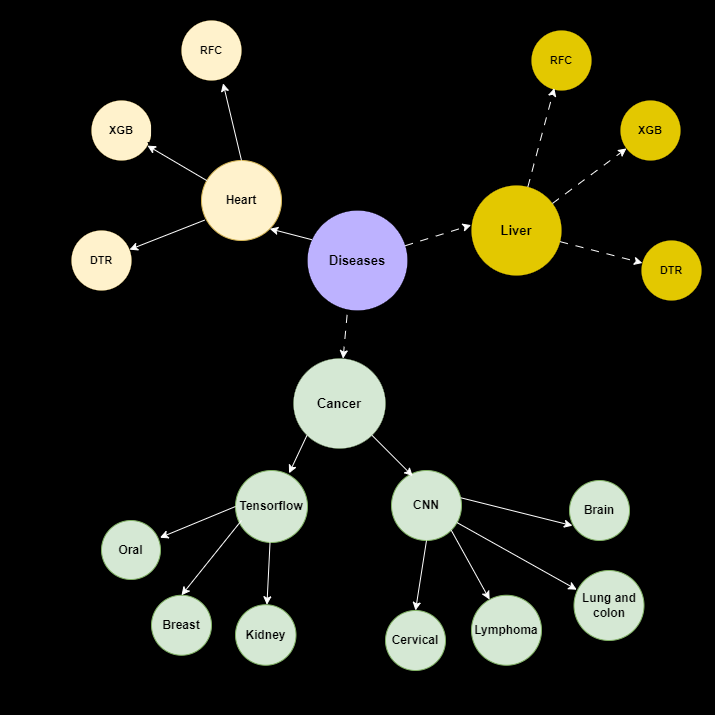 RFC
RFC
XGB
XGB
Heart
Liver
DTR
Diseases
DTR
Cancer
Tensorflow
CNN
Brain
Oral
Lung and
colon
Breast
Kidney
Cervical
Lymphoma